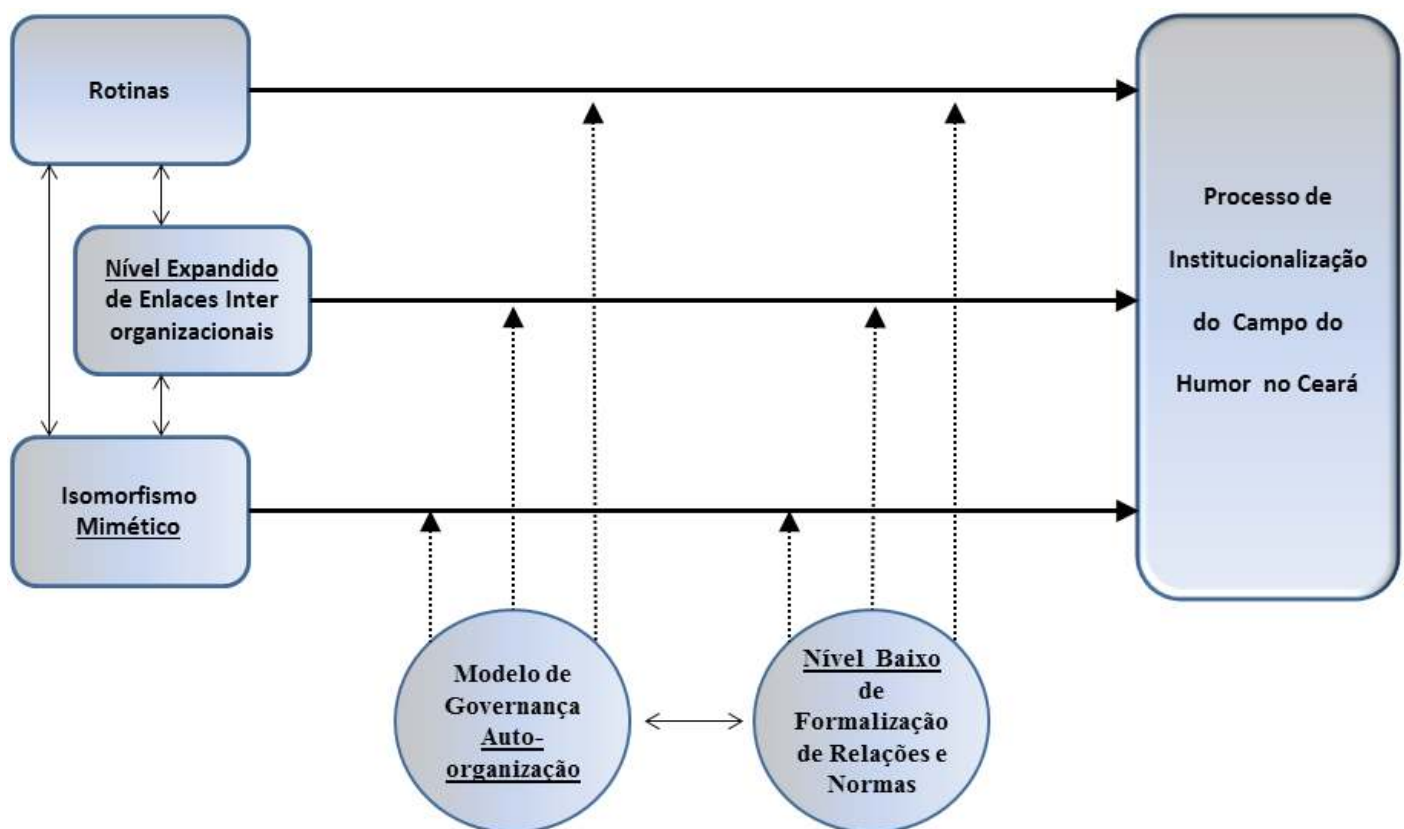 Rotinas
Nível Expandido
de Enlaces Inter
organizacionais
Isomorfismo
Mimético
Processo de
Institucionalização
do Campo do
Humor no Ceará
Modelo de
Governança
Auto-
organização
Nível Baixo
de
Formalização
de Relações e
Normas